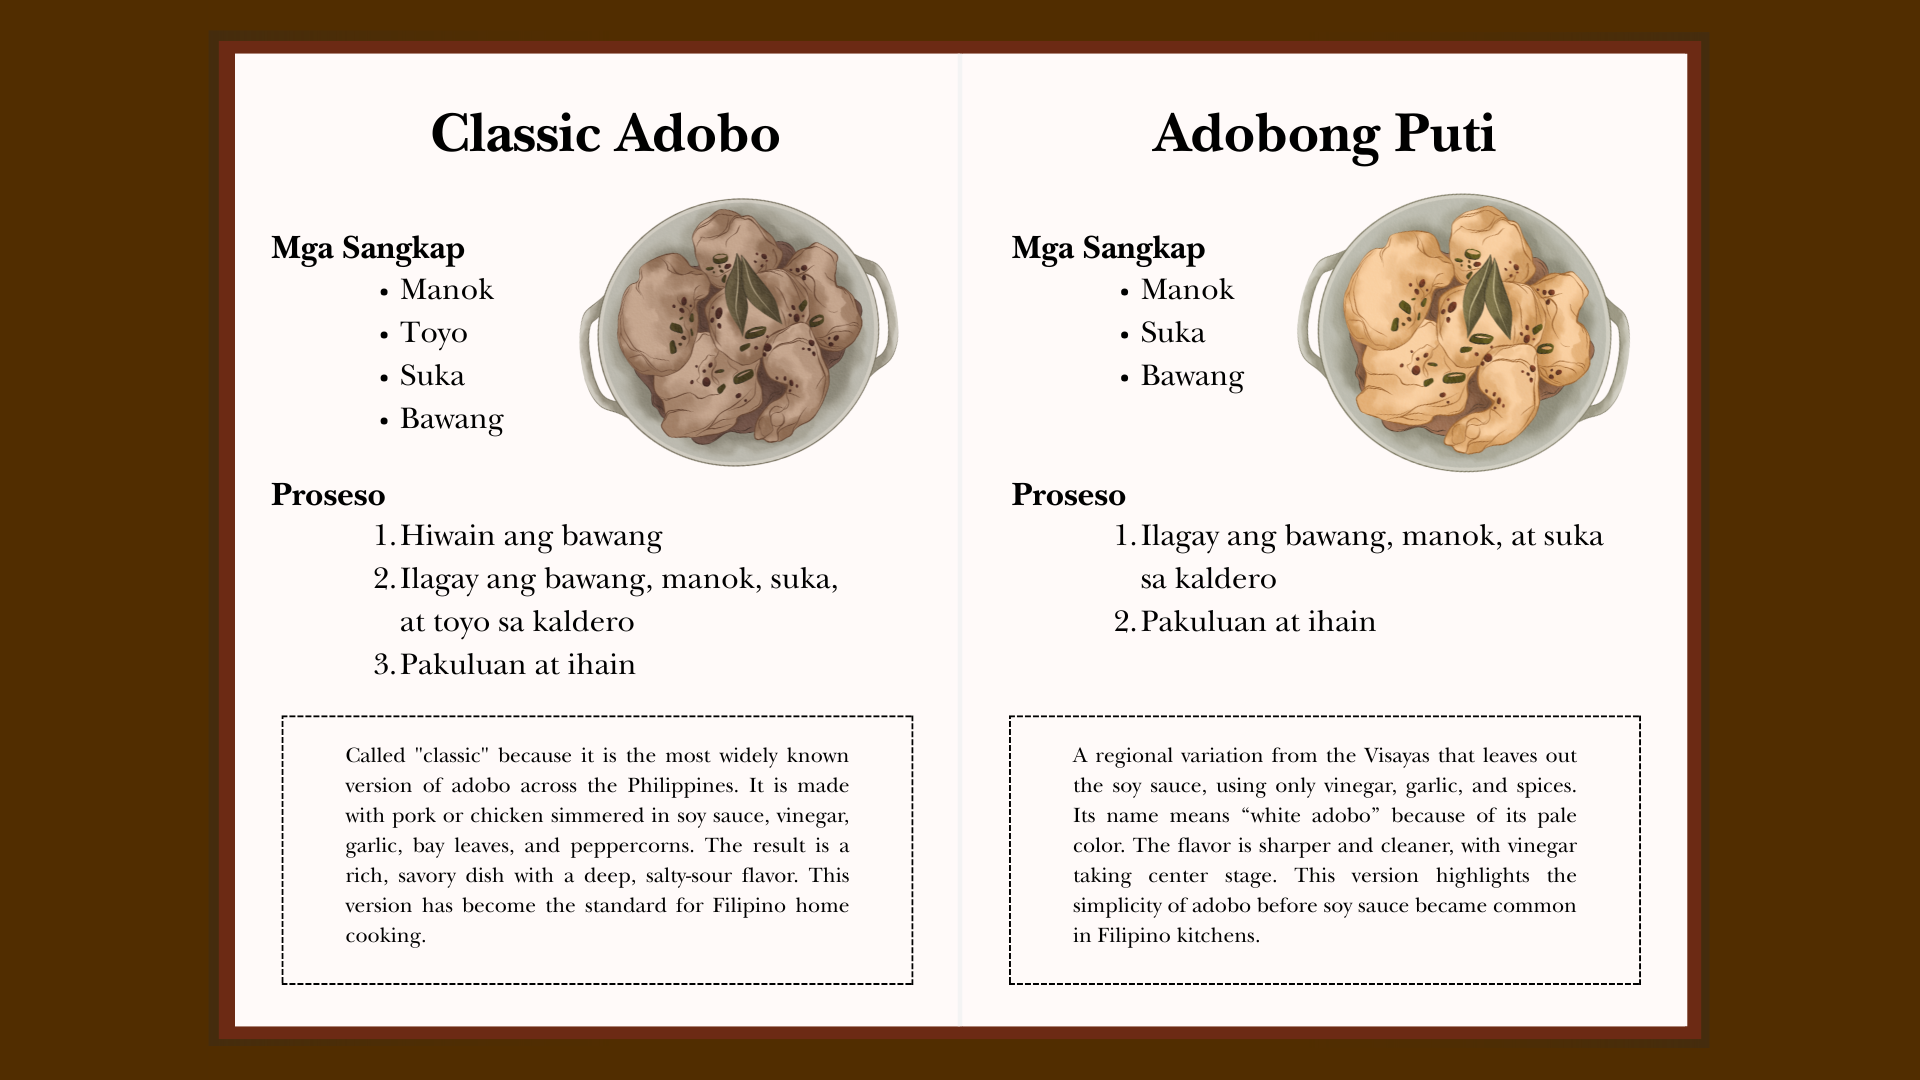 Classic Adobo
Mga Sangkap
• Manok
• Toyo
• Suka
• Bawang
Proseso
1. Hiwain ang bawang
2. Ilagay ang bawang, manok, suka,
at toyo sa kaldero
3. Pakuluan at ihain
Called "classic" because it is the most widely known
version of adobo across the Philippines. It is made
with pork or chicken simmered in soy sauce, vinegar,
garlic, bay leaves, and peppercorns. The result is a
rich, savory dish with a deep, salty-sour flavor. This
version has become the standard for Filipino home
cooking.
Adobong Puti
Mga Sangkap
• Manok
• Suka
• Bawang
Proseso
1. Ilagay ang bawang, manok, at suka
sa kaldero
2. Pakuluan at ihain
A regional variation from the Visayas that leaves out
the soy sauce, using only vinegar, garlic, and spices.
Its name means “white adobo” because of its pale
color. The flavor is sharper and cleaner, with vinegar
taking center stage. This version highlights the
simplicity of adobo before soy sauce became common
in Filipino kitchens.